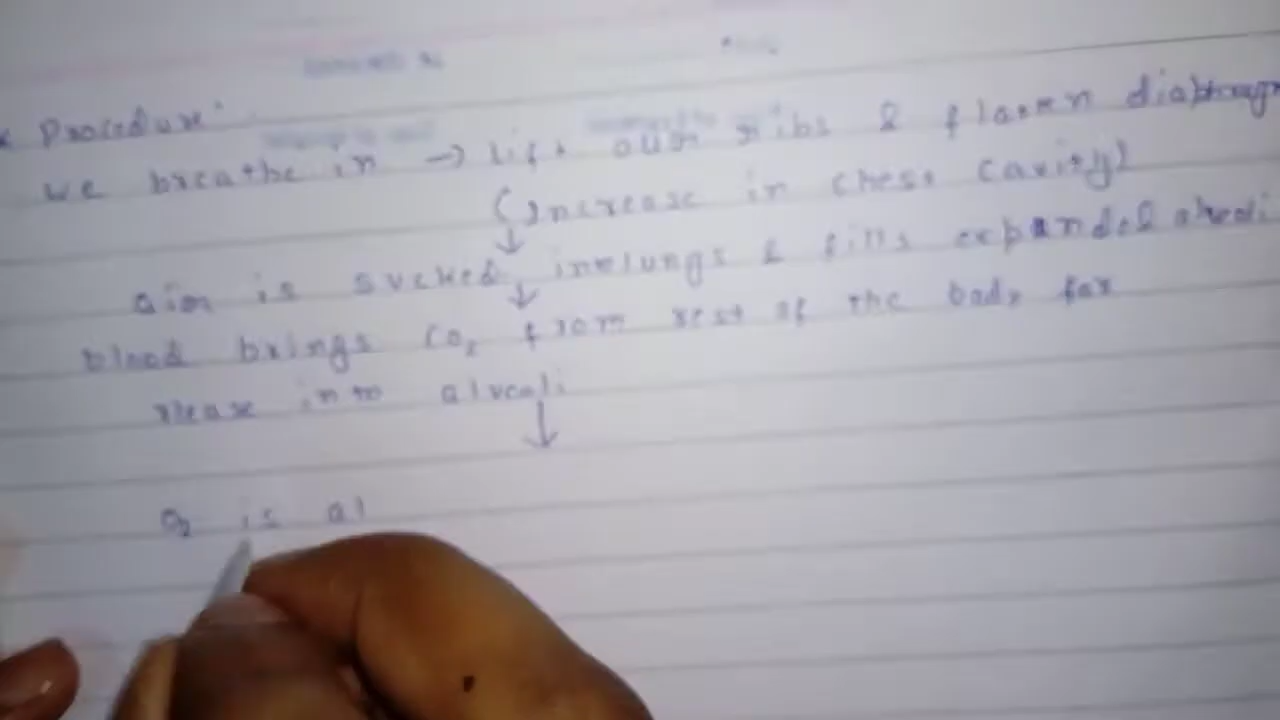 Procedure:
we breathe in → lift our ribs & flatten diaphragm
(Increase in chest cavity)
↓
air is sucked in lungs & fills expanded alveoli
↓
blood brings CO₂ from rest of the body for
rlease into alveoli
↓
O₂ is al